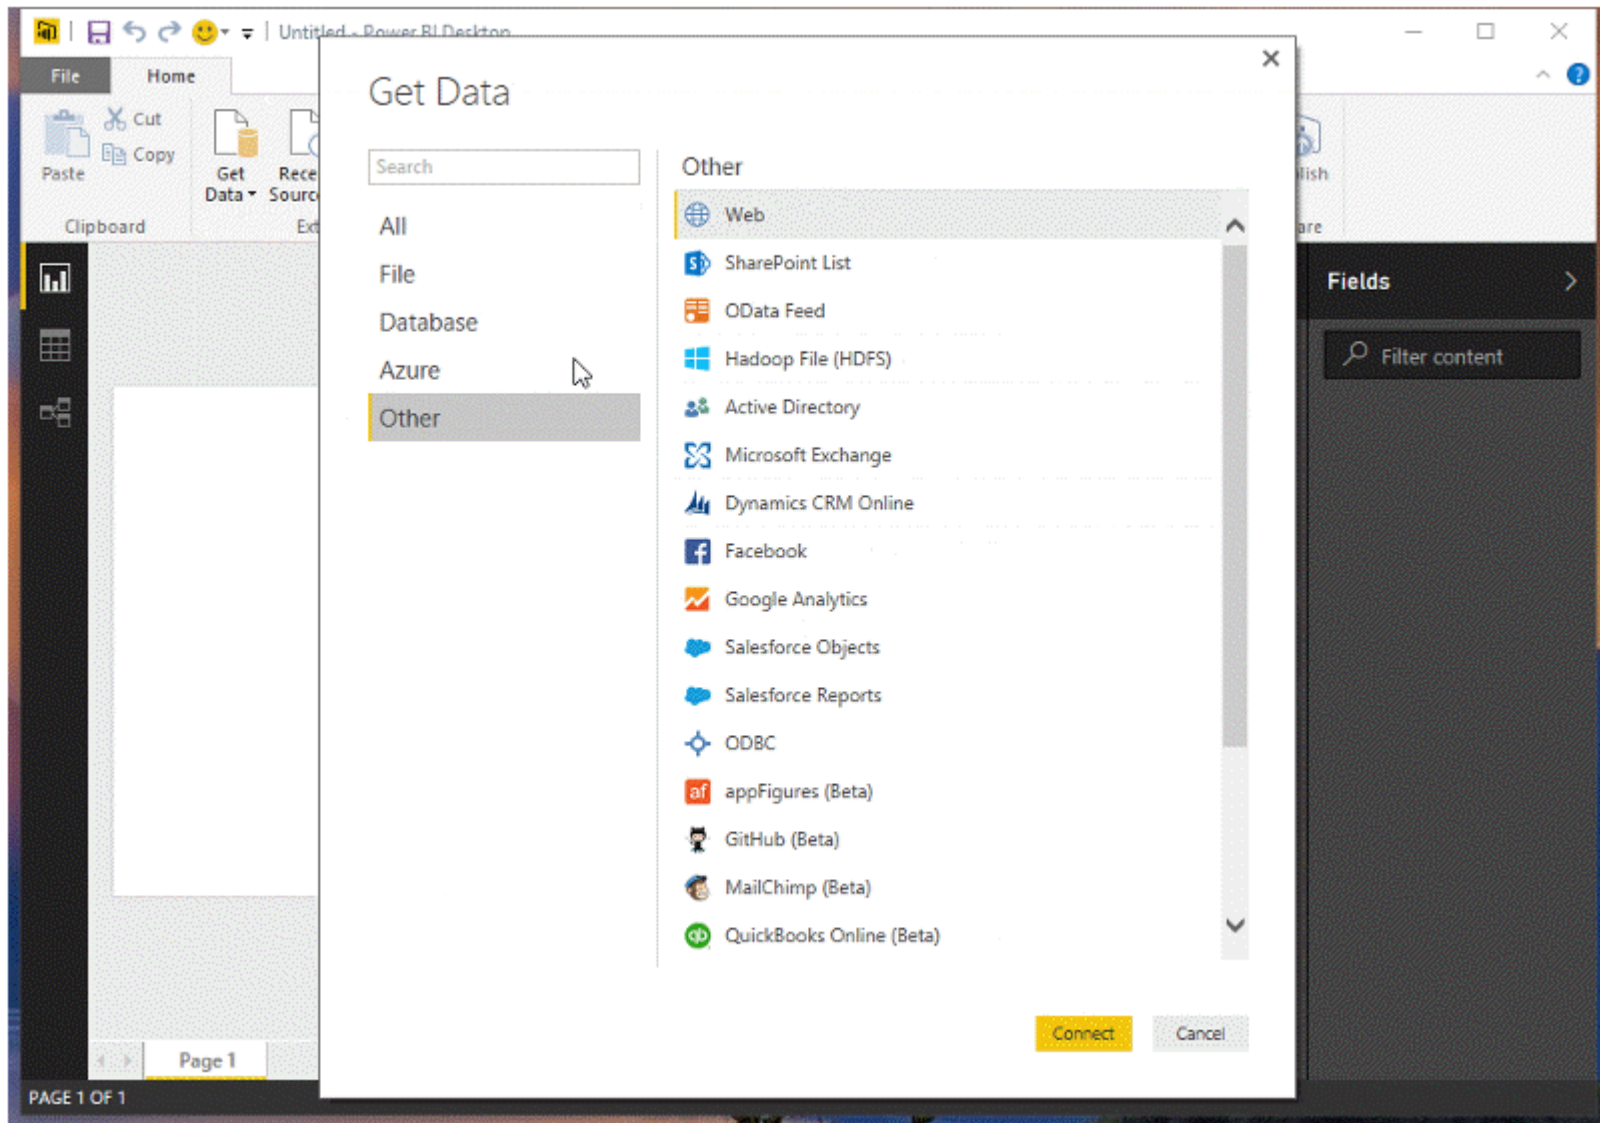 Untitled - Power BI Desktop
File
Home
Cut
Copy
Paste
Get
Data
Clipboard
Get Data
Search
All
File
Database
Azure
Other
Other
Web
SharePoint List
OData Feed
Hadoop File (HDFS)
Active Directory
Microsoft Exchange
Dynamics CRM Online
Facebook
Google Analytics
Salesforce Objects
Salesforce Reports
ODBC
af
appFigures (Beta)
GitHub (Beta)
MailChimp (Beta)
qb
QuickBooks Online (Beta)
Connect
Cancel
Fields
Filter content
Page 1
PAGE 1 OF 1